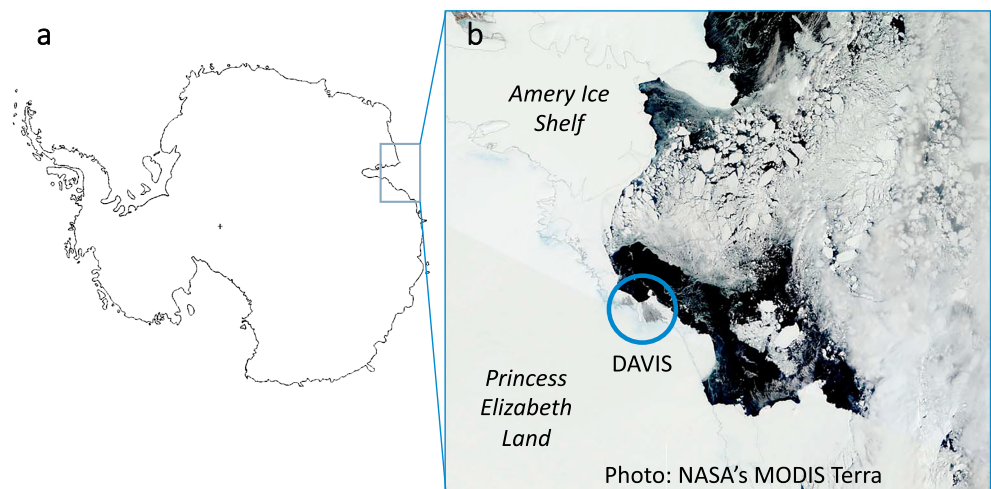 a
b
Amery Ice
Shelf
DAVIS
Princess
Elizabeth
Land
Photo: NASA’s MODIS Terra